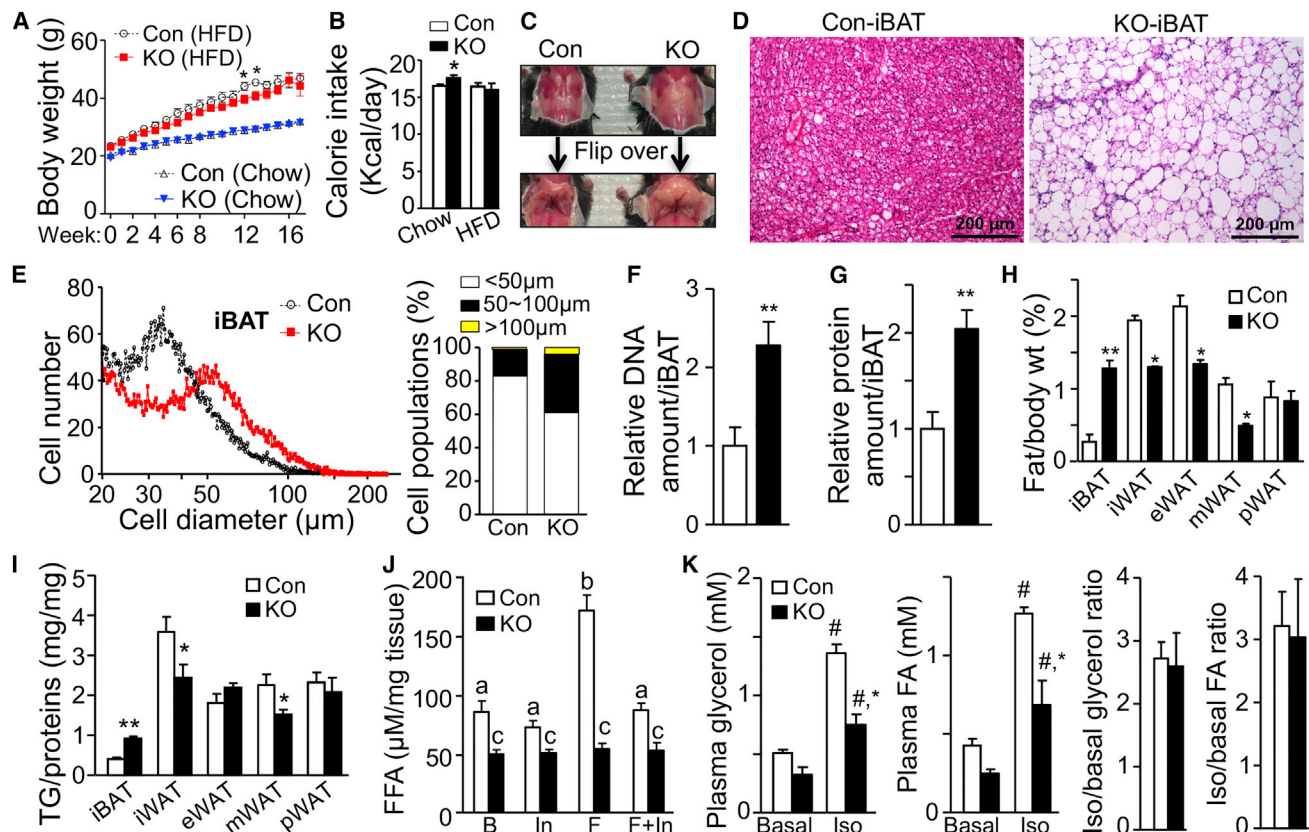 A
Con (HFD)
KO (HFD)
* *
Con (Chow)
KO (Chow)
Body weight (g)
60
40
20
0
Week: 0 2 4 6 8 12 16
B
Con
KO
*
Calorie intake
(Kcal/day)
20
15
10
5
0
Chow
HFD
C
Con KO
Flip over
D
Con-iBAT KO-iBAT
200 µm
200 µm
E
iBAT
Con
KO
Cell number
80
60
40
20
0
20 30 50 100 200
Cell diameter (µm)
<50µm
50~100µm
>100µm
Cell populations (%)
100
80
60
40
20
0
Con KO
F
Relative DNA
amount/iBAT
3
2
1
0
**
G
Relative protein
amount/iBAT
2
1
0
**
H
Con
KO
Fat/body wt (%)
2
1
0
** * * *
iBAT
iWAT
eWAT
mWAT
pWAT
I
Con
KO
TG/proteins (mg/mg)
5
4
3
2
1
0
** * *
iBAT
iWAT
eWAT
mWAT
pWAT
J
Con
KO
FFA (µM/mg tissue)
200
150
100
50
0
a c a c b c a c
B In F F+In
K
Con
KO
Plasma glycerol (mM)
2
1
0
#
#,*
Basal Iso
Plasma FA (mM)
1
0
#
#,*
Basal Iso
Iso/basal glycerol ratio
4
3
2
1
0
Iso/basal FA ratio
4
3
2
1
0